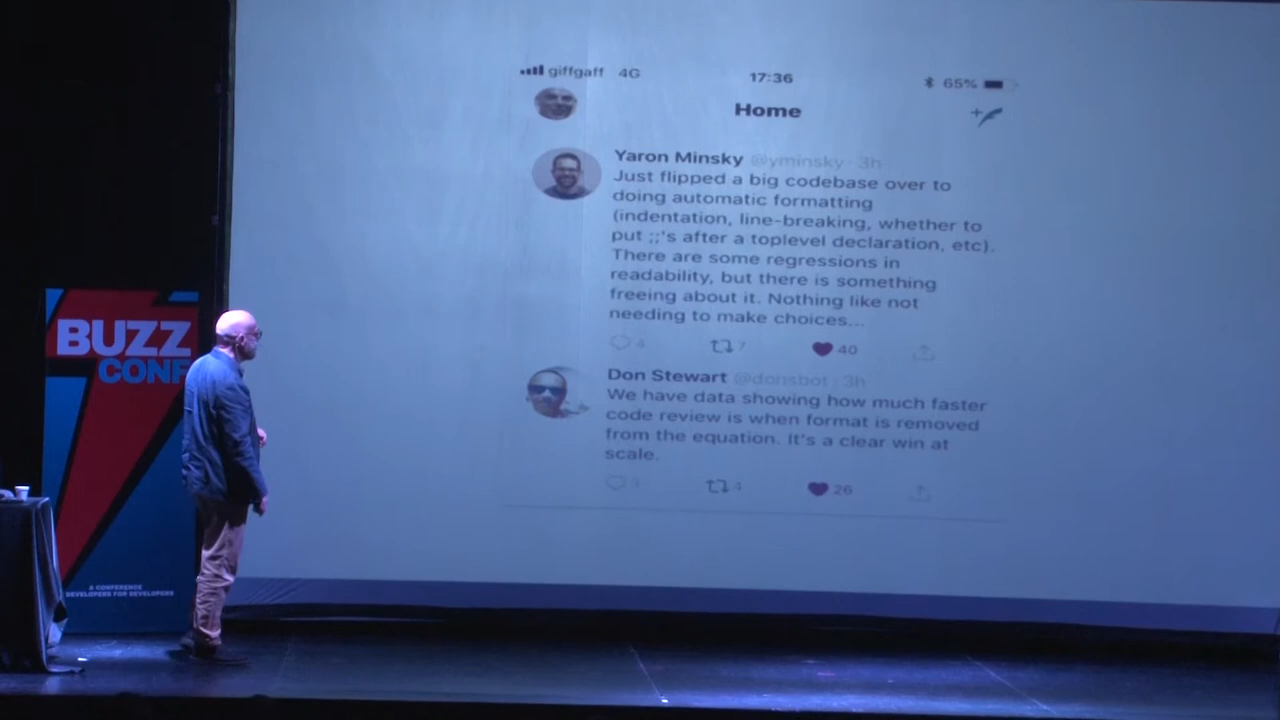 giffgaff 4G 17:36 65%
Home
Yaron Minsky @yminsky · 3h
Just flipped a big codebase over to
doing automatic formatting
(indentation, line-breaking, whether to
put ;;'s after a toplevel declaration, etc).
There are some regressions in
readability, but there is something
freeing about it. Nothing like not
needing to make choices...
4 7 40
Don Stewart @donsbot · 3h
We have data showing how much faster
code review is when format is removed
from the equation. It's a clear win at
scale.
26
BUZZ
CONF
A CONFERENCE
DEVELOPERS FOR DEVELOPERS